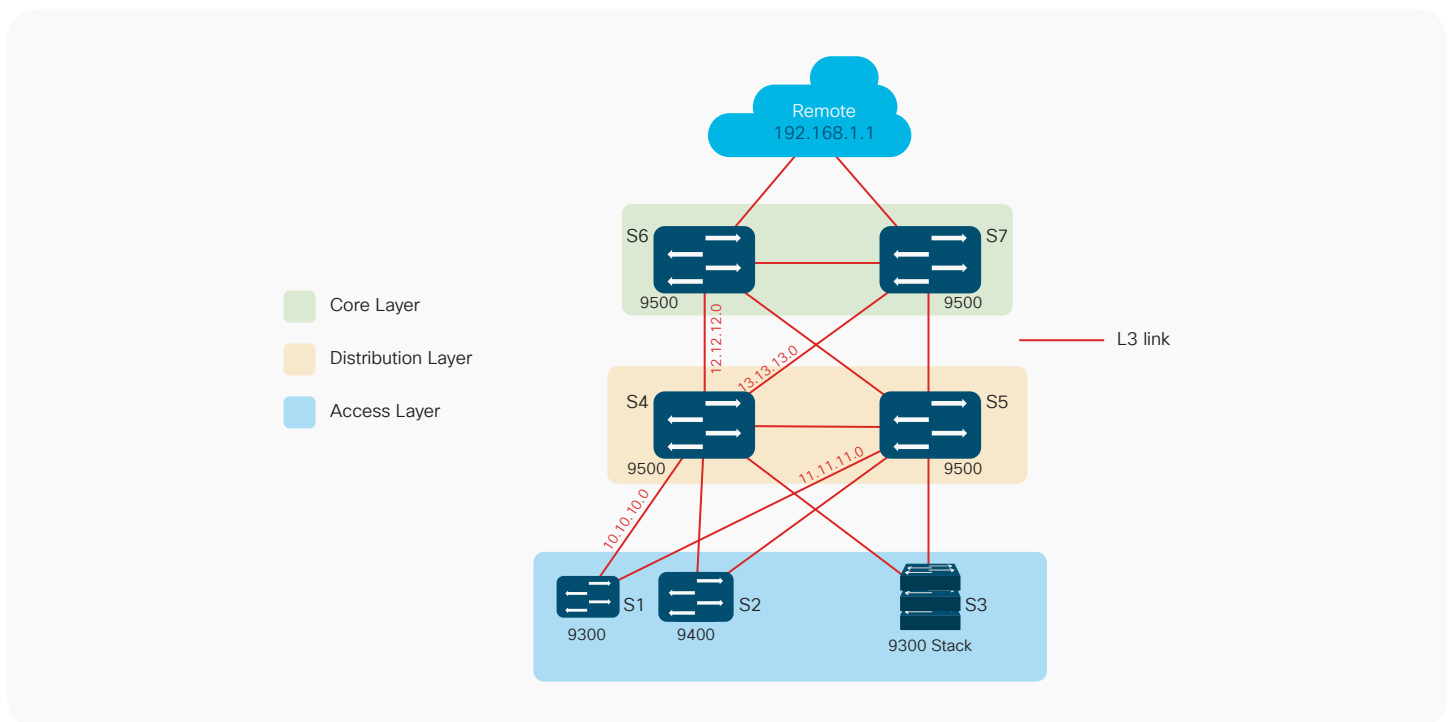 Remote
192.168.1.1
S6
S7
9500
9500
12.12.12.0
13.13.13.0
Core Layer
Distribution Layer
Access Layer
L3 link
S4
S5
9500
9500
10.10.10.0
11.11.11.0
S1
S2
S3
9300
9400
9300 Stack